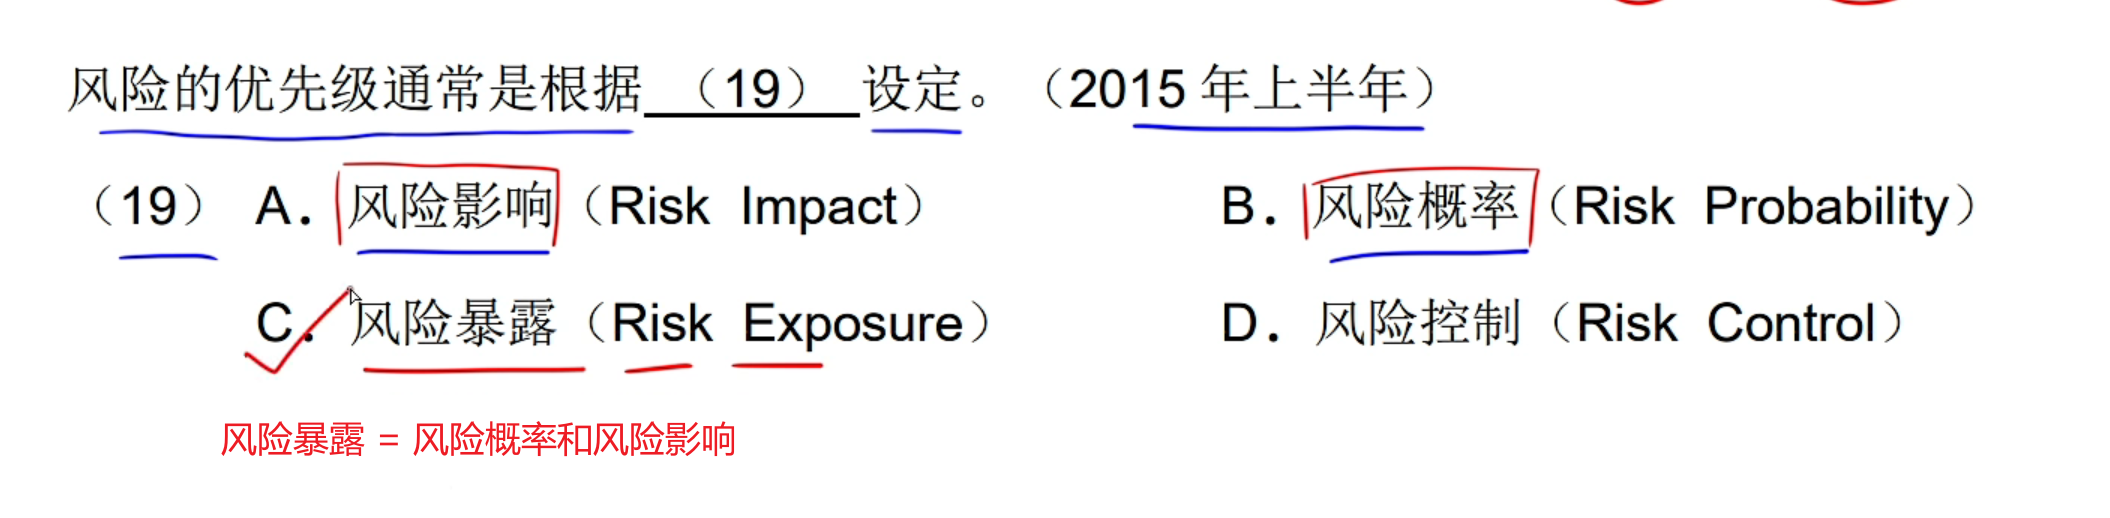 风险的优先级通常是根据 （19） 设定。（2015 年上半年）
（19） A. 风险影响（Risk Impact） B. 风险概率（Risk Probability）
C. 风险暴露（Risk Exposure） D. 风险控制（Risk Control）
风险暴露 = 风险概率和风险影响